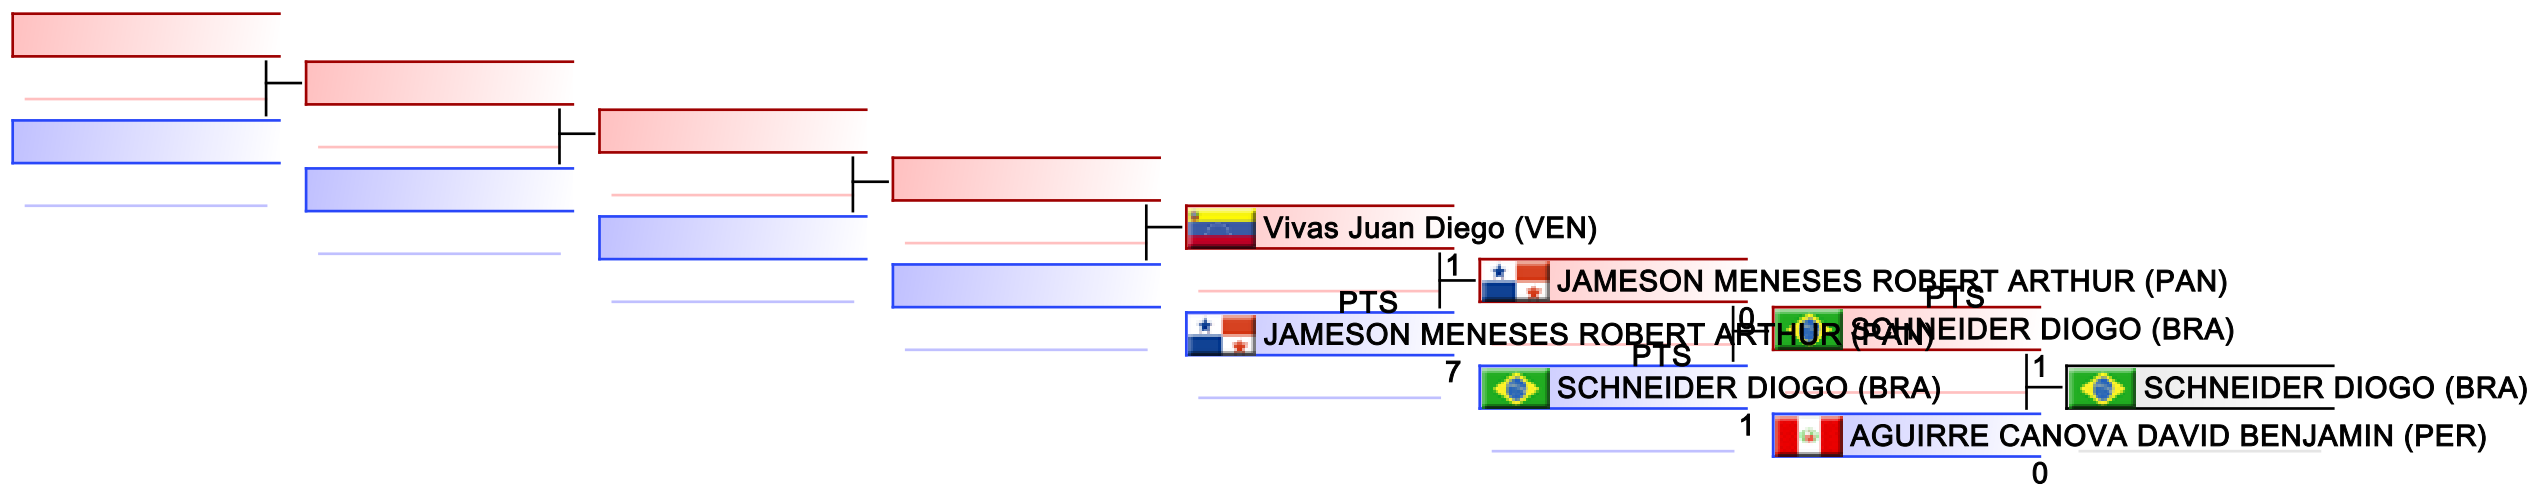 Vivas Juan Diego (VEN)
1
JAMESON MENESES ROBERT ARTHUR (PAN)
PTS
PTS
0
JAMESON MENESES ROBERT ARTHUR (PAN)
SCHNEIDER DIOGO (BRA)
PTS
7
1
SCHNEIDER DIOGO (BRA)
SCHNEIDER DIOGO (BRA)
1
AGUIRRE CANOVA DAVID BENJAMIN (PER)
0